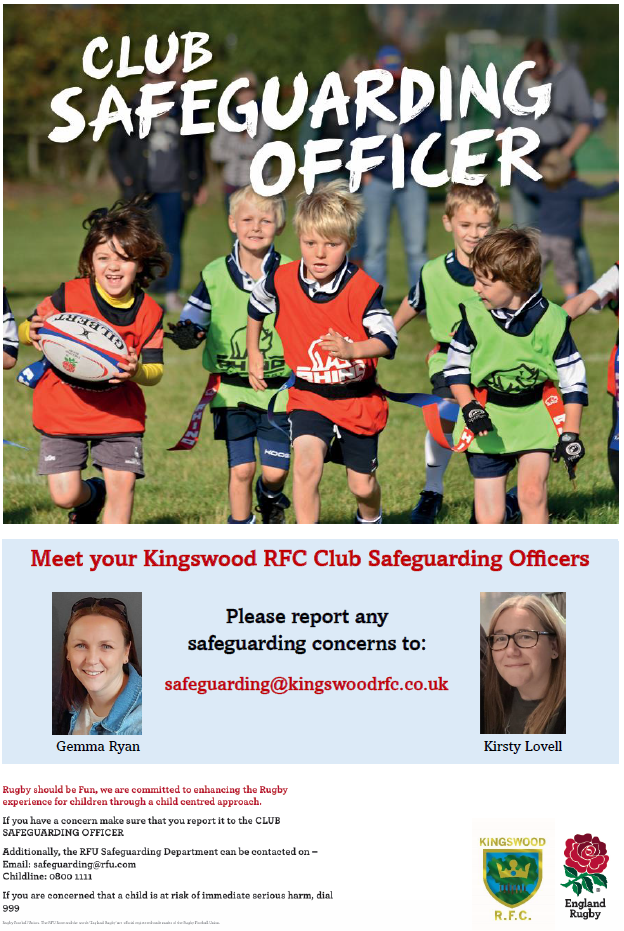 CLUB
SAFEGUARDING
OFFICER
GILBERT
RHINO
Meet your Kingswood RFC Club Safeguarding Officers
Please report any
safeguarding concerns to:
safeguarding@kingswoodrfc.co.uk
Gemma Ryan
Kirsty Lovell
Rugby should be Fun, we are committed to enhancing the Rugby
experience for children through a child centred approach.
If you have a concern make sure that you report it to the CLUB
SAFEGUARDING OFFICER
Additionally, the RFU Safeguarding Department can be contacted on –
Email: safeguarding@rfu.com
Childline: 0800 1111
If you are concerned that a child is at risk of immediate serious harm, dial
999
KINGSWOOD
R.F.C.
England
Rugby